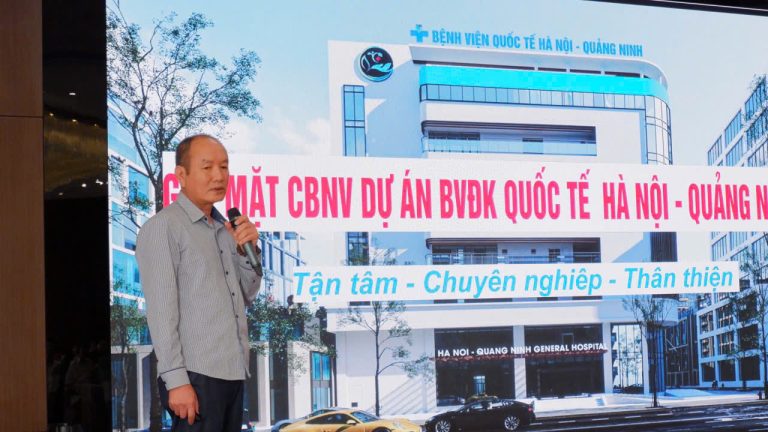 BỆNH VIỆN QUỐC TẾ HÀ NỘI - QUẢNG NINH
MẶT CBNV DỰ ÁN BVĐK QUỐC TẾ HÀ NỘI - QUẢNG
Tận tâm - Chuyên nghiêp - Thân thiện
HA NOI - QUANG NINH GENERAL HOSPITAL